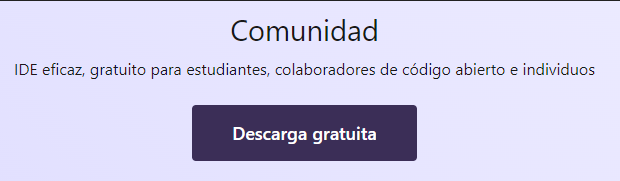 Comunidad
IDE eficaz, gratuito para estudiantes, colaboradores de código abierto e individuos
Descarga gratuita